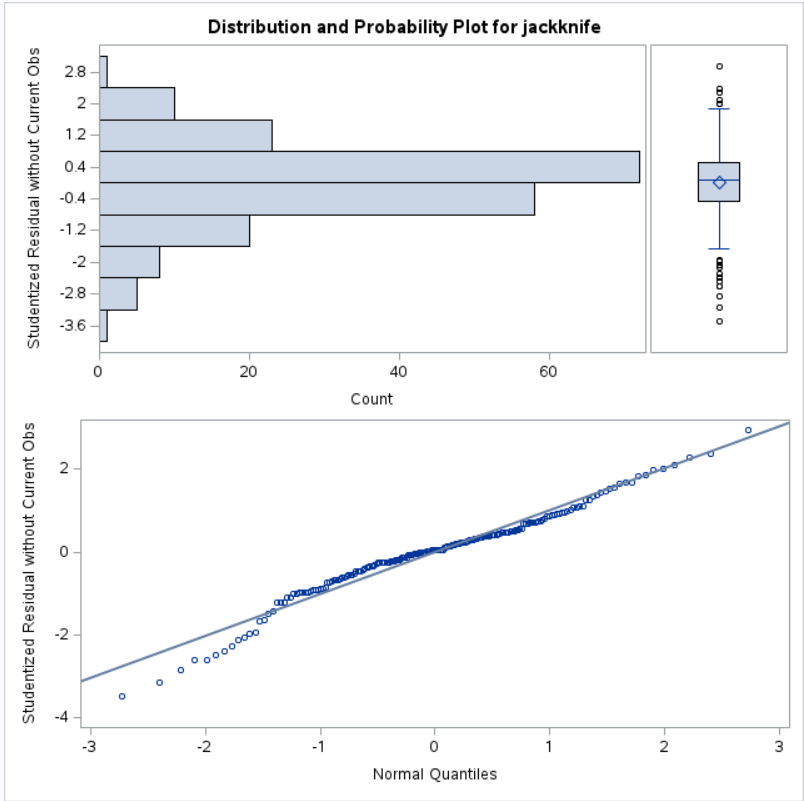 Distribution and Probability Plot for jackknife
Studentized Residual without Current Obs
2.8
2
1.2
0.4
-0.4
-1.2
-2
-2.8
-3.6
0 20 40 60
Count
Studentized Residual without Current Obs
2
0
-2
-4
-3 -2 -1 0 1 2 3
Normal Quantiles